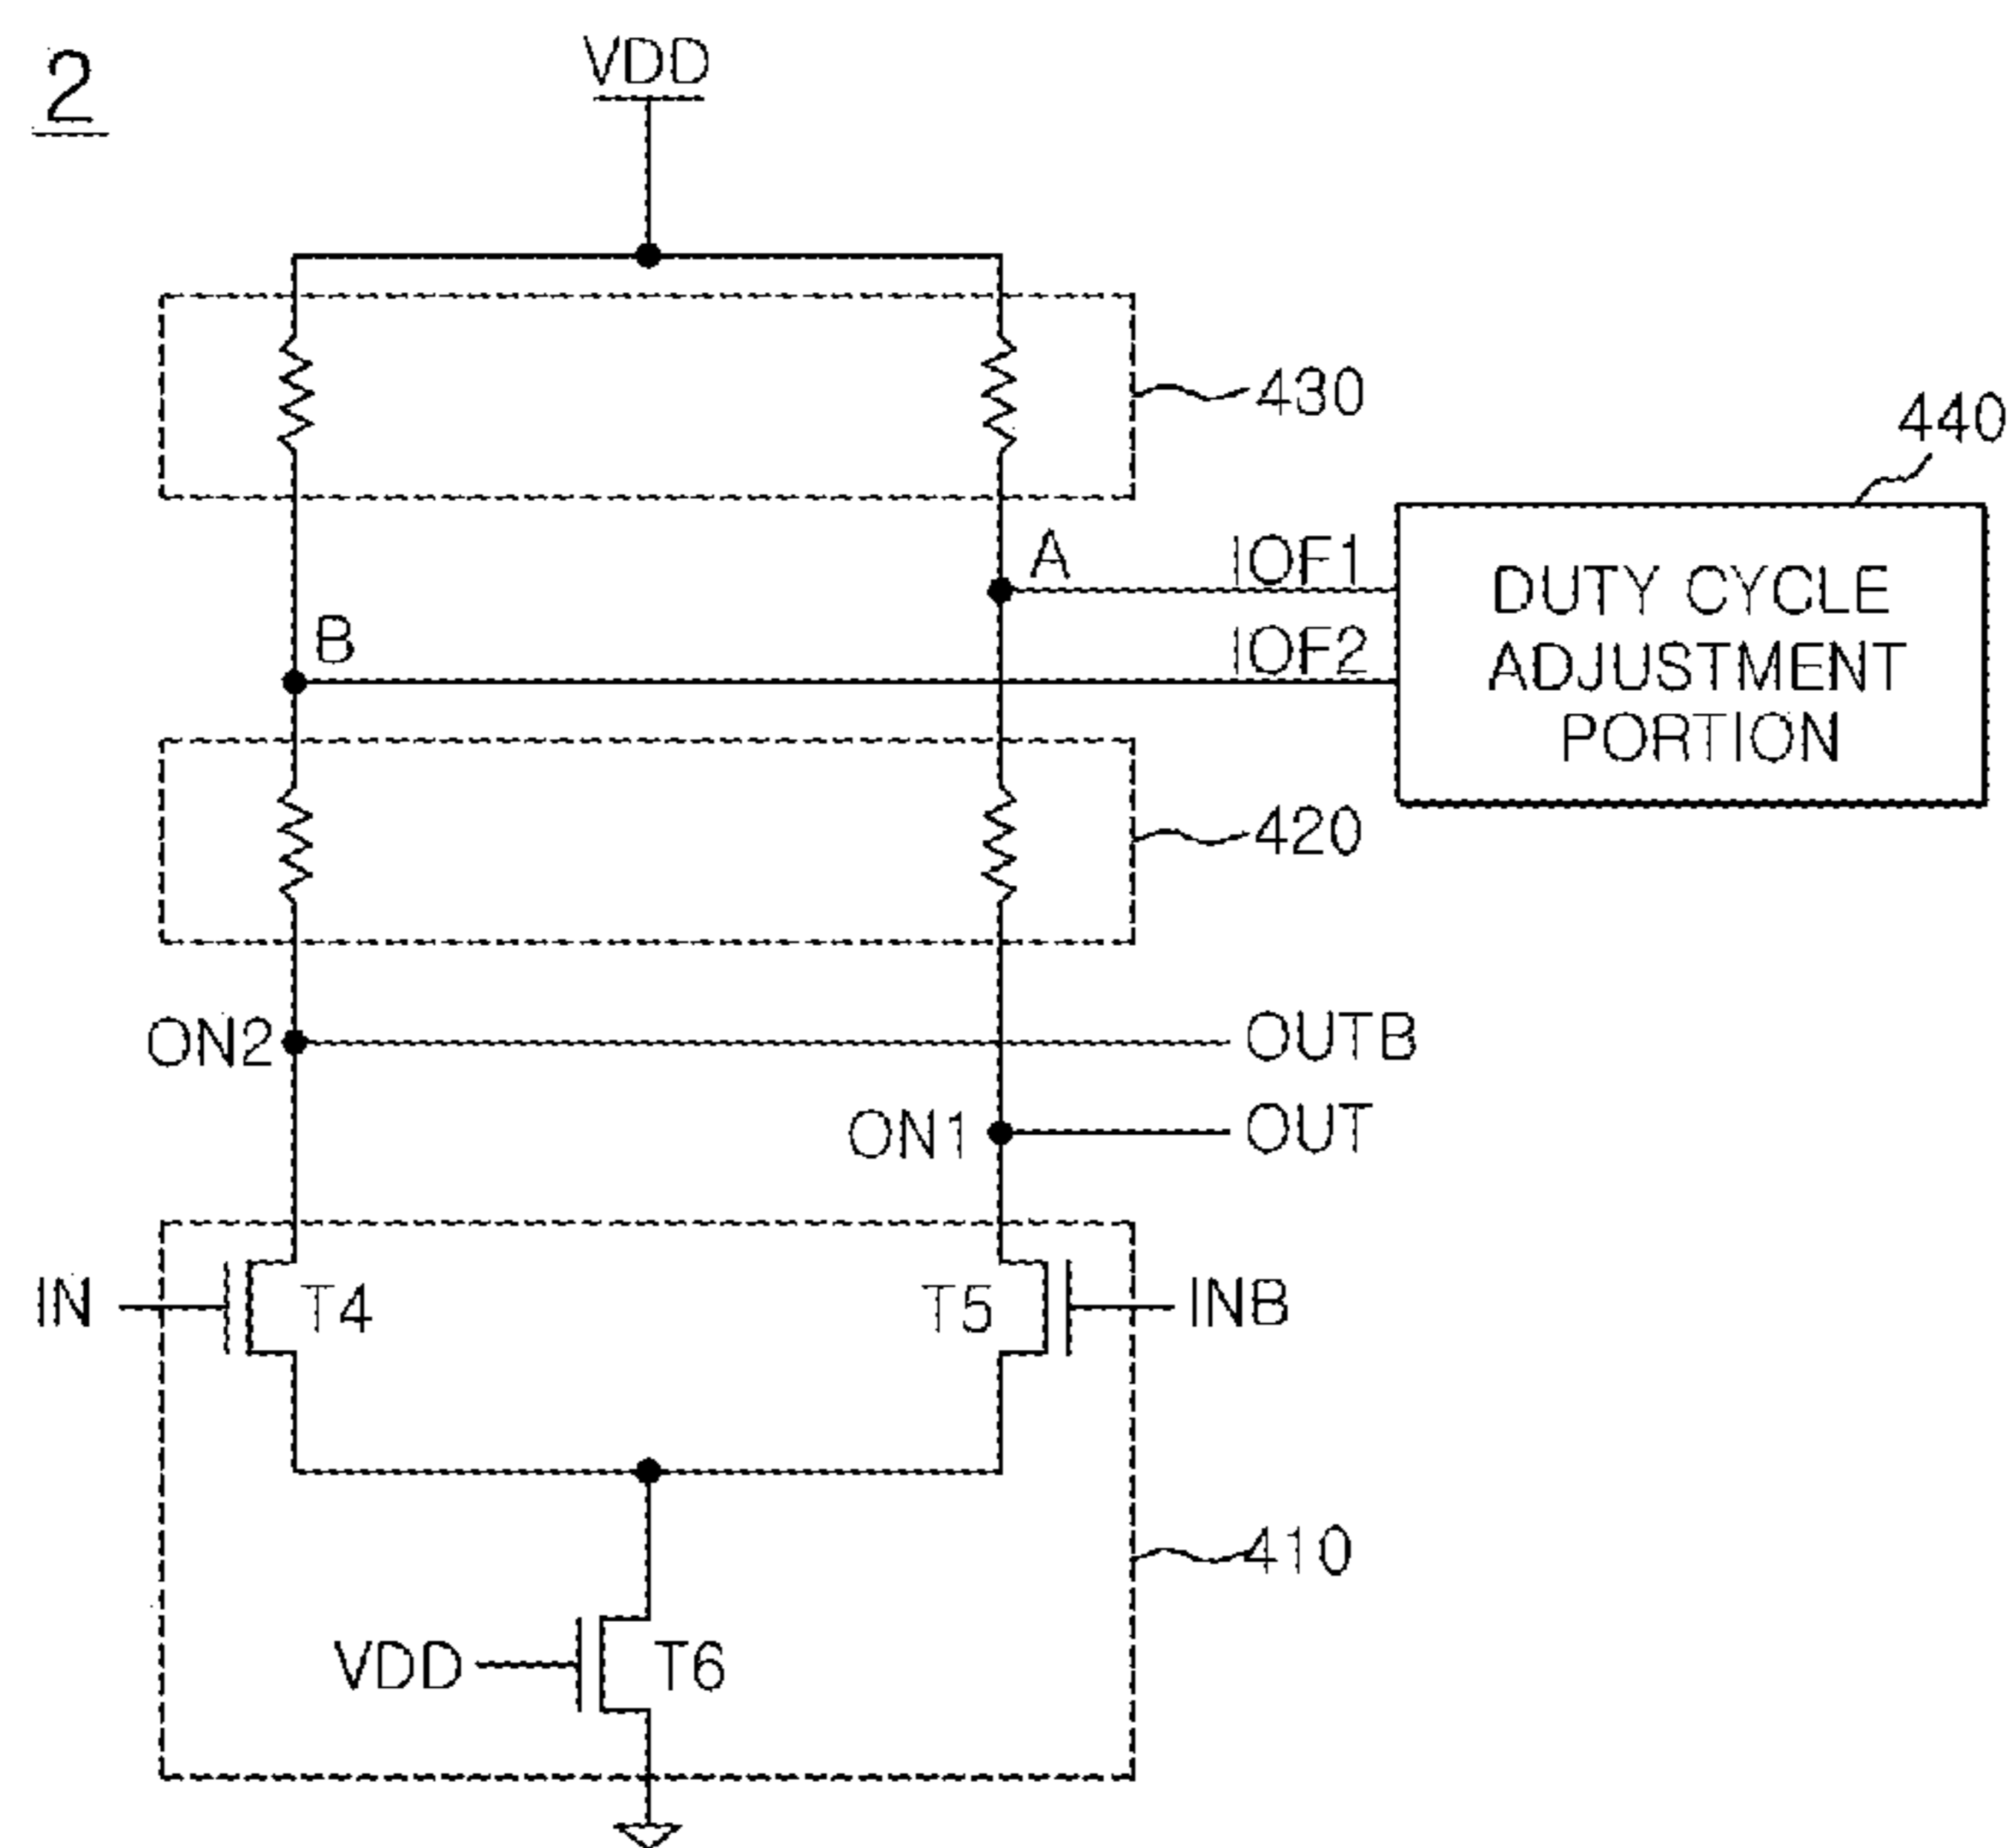 2
VDD
430
440
A
IOF1
B
IOF2
DUTY CYCLE
ADJUSTMENT
PORTION
420
ON2
OUTB
ON1
OUT
IN
T4
T5
INB
410
VDD
T6